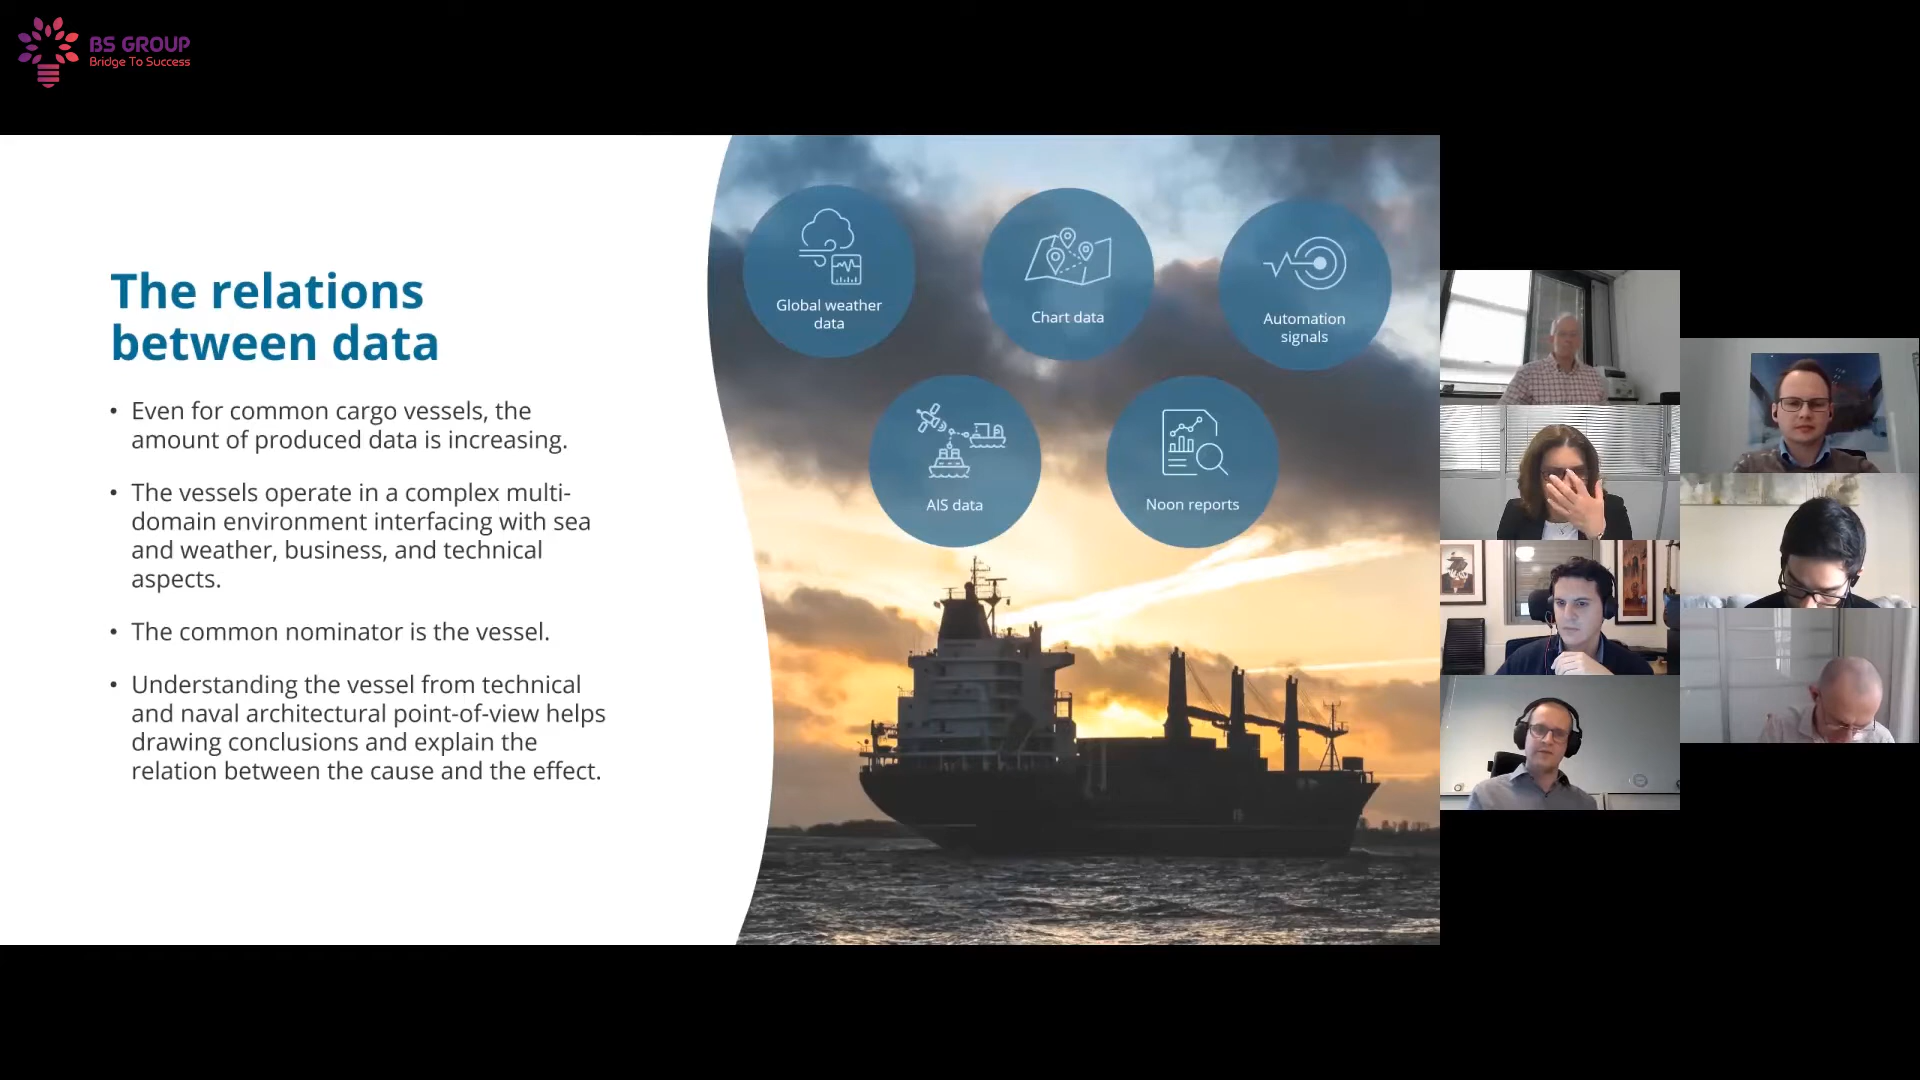 BS GROUP
Bridge To Success
The relations
between data
• Even for common cargo vessels, the
amount of produced data is increasing.
• The vessels operate in a complex multi-
domain environment interfacing with sea
and weather, business, and technical
aspects.
• The common nominator is the vessel.
• Understanding the vessel from technical
and naval architectural point-of-view helps
drawing conclusions and explain the
relation between the cause and the effect.
Global weather
data
Chart data
Automation
signals
AIS data
Noon reports